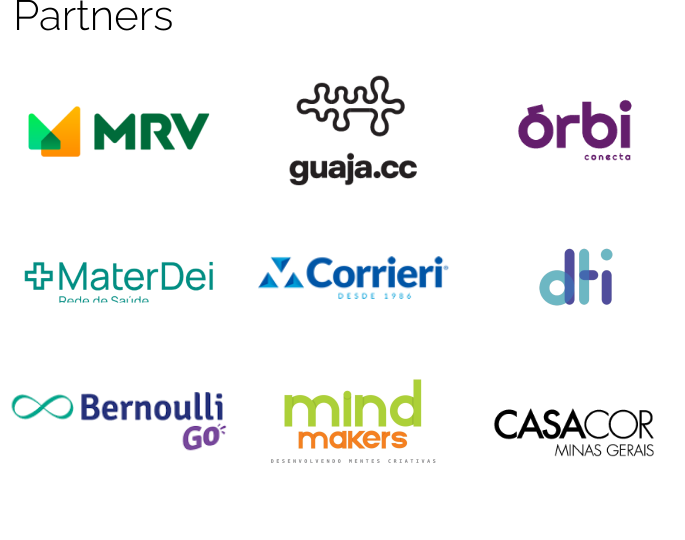 Partners
MRV
guaja.cc
órbi
conecta
MaterDei
Rede de Saúde
Corrieri
DESDE 1986
dti
Bernoulli
GO
mind
makers
DESENVOLVENDO MENTES CRIATIVAS
CASACOR
MINAS GERAIS